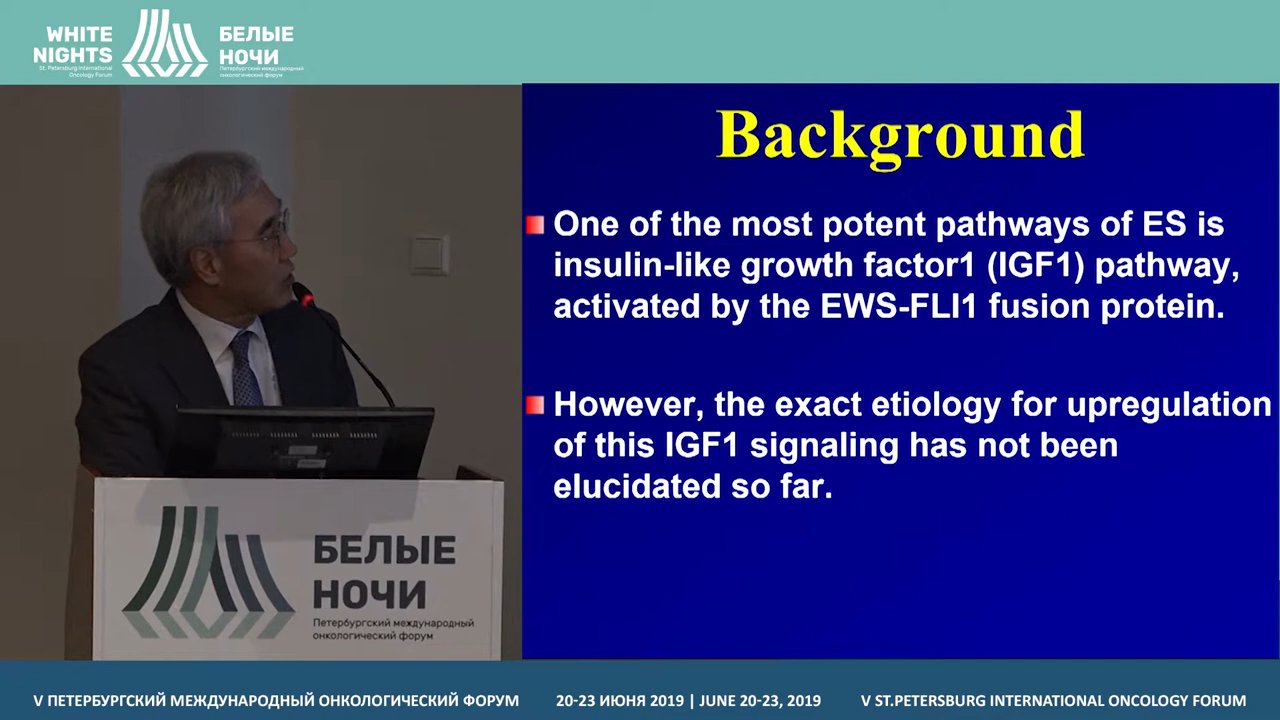 WHITE
NIGHTS
St. Petersburg International
Oncology Forum
БЕЛЫЕ
НОЧИ
Петербургский международный
онкологический форум
Background
One of the most potent pathways of ES is
insulin-like growth factor1 (IGF1) pathway,
activated by the EWS-FLI1 fusion protein.
However, the exact etiology for upregulation
of this IGF1 signaling has not been
elucidated so far.
БЕЛЫЕ
НОЧИ
Петербургский международный
онкологический форум
V ПЕТЕРБУРГСКИЙ МЕЖДУНАРОДНЫЙ ОНКОЛОГИЧЕСКИЙ ФОРУМ
20-23 ИЮНЯ 2019 | JUNE 20-23, 2019
V ST.PETERSBURG INTERNATIONAL ONCOLOGY FORUM